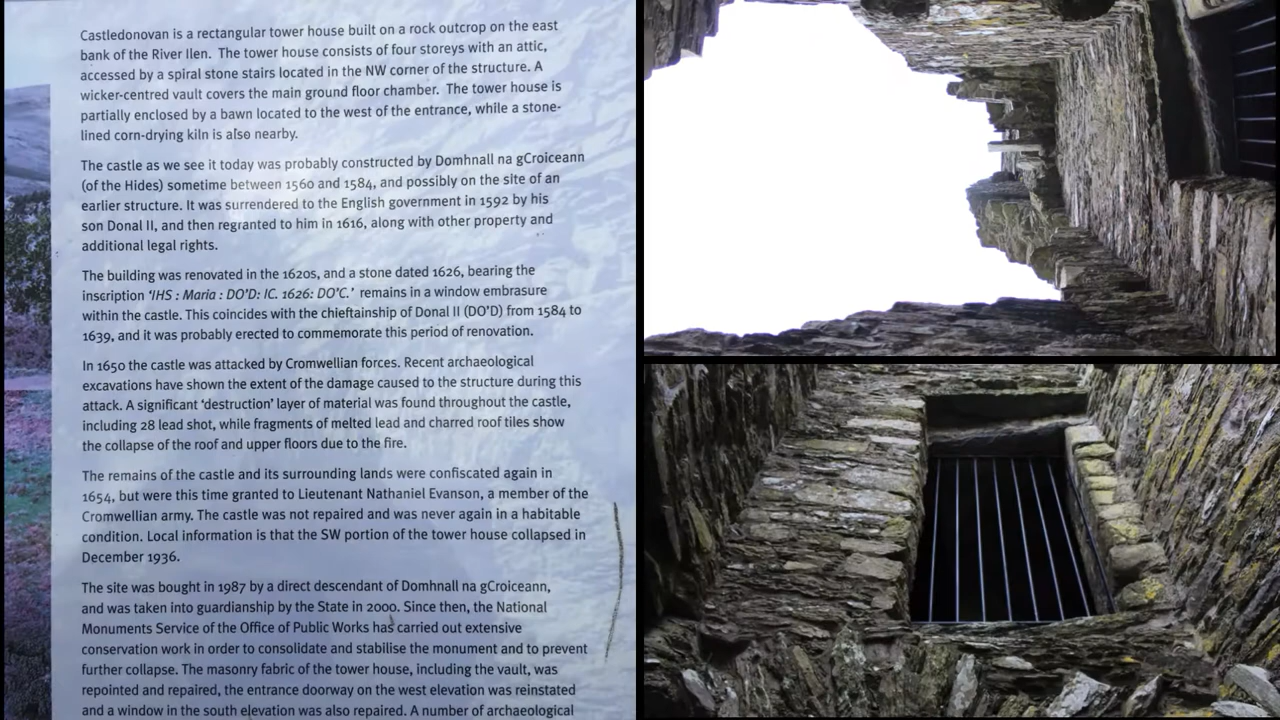 Castledonovan is a rectangular tower house built on a rock outcrop on the east
bank of the River Ilen. The tower house consists of four storeys with an attic,
accessed by a spiral stone stairs located in the NW corner of the structure. A
wicker-centred vault covers the main ground floor chamber. The tower house is
partially enclosed by a bawn located to the west of the entrance, while a stone-
lined corn-drying kiln is also nearby.
The castle as we see it today was probably constructed by Domhnall na gCroiceann
(of the Hides) sometime between 1560 and 1584, and possibly on the site of an
earlier structure. It was surrendered to the English government in 1592 by his
son Donal II, and then regranted to him in 1616, along with other property and
additional legal rights.
The building was renovated in the 1620s, and a stone dated 1626, bearing the
inscription ‘IHS : Maria : DO’D: IC. 1626: DO’C.’ remains in a window embrasure
within the castle. This coincides with the chieftainship of Donal II (DO’D) from 1584 to
1639, and it was probably erected to commemorate this period of renovation.
In 1650 the castle was attacked by Cromwellian forces. Recent archaeological
excavations have shown the extent of the damage caused to the structure during this
attack. A significant ‘destruction’ layer of material was found throughout the castle,
including 28 lead shot, while fragments of melted lead and charred roof tiles show
the collapse of the roof and upper floors due to the fire.
The remains of the castle and its surrounding lands were confiscated again in
1654, but were this time granted to Lieutenant Nathaniel Evanson, a member of the
Cromwellian army. The castle was not repaired and was never again in a habitable
condition. Local information is that the SW portion of the tower house collapsed in
December 1936.
The site was bought in 1987 by a direct descendant of Domhnall na gCroiceann,
and was taken into guardianship by the State in 2000. Since then, the National
Monuments Service of the Office of Public Works has carried out extensive
conservation work in order to consolidate and stabilise the monument and to prevent
further collapse. The masonry fabric of the tower house, including the vault, was
repointed and repaired, the entrance doorway on the west elevation was reinstated
and a window in the south elevation was also repaired. A number of archaeological